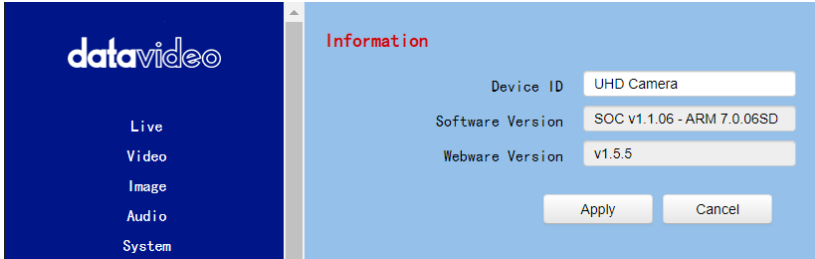 datavideo
Live
Video
Image
Audio
System
Information
Device ID UHD Camera
Software Version SOC v1.1.06 - ARM 7.0.06SD
Webware Version v1.5.5
Apply Cancel